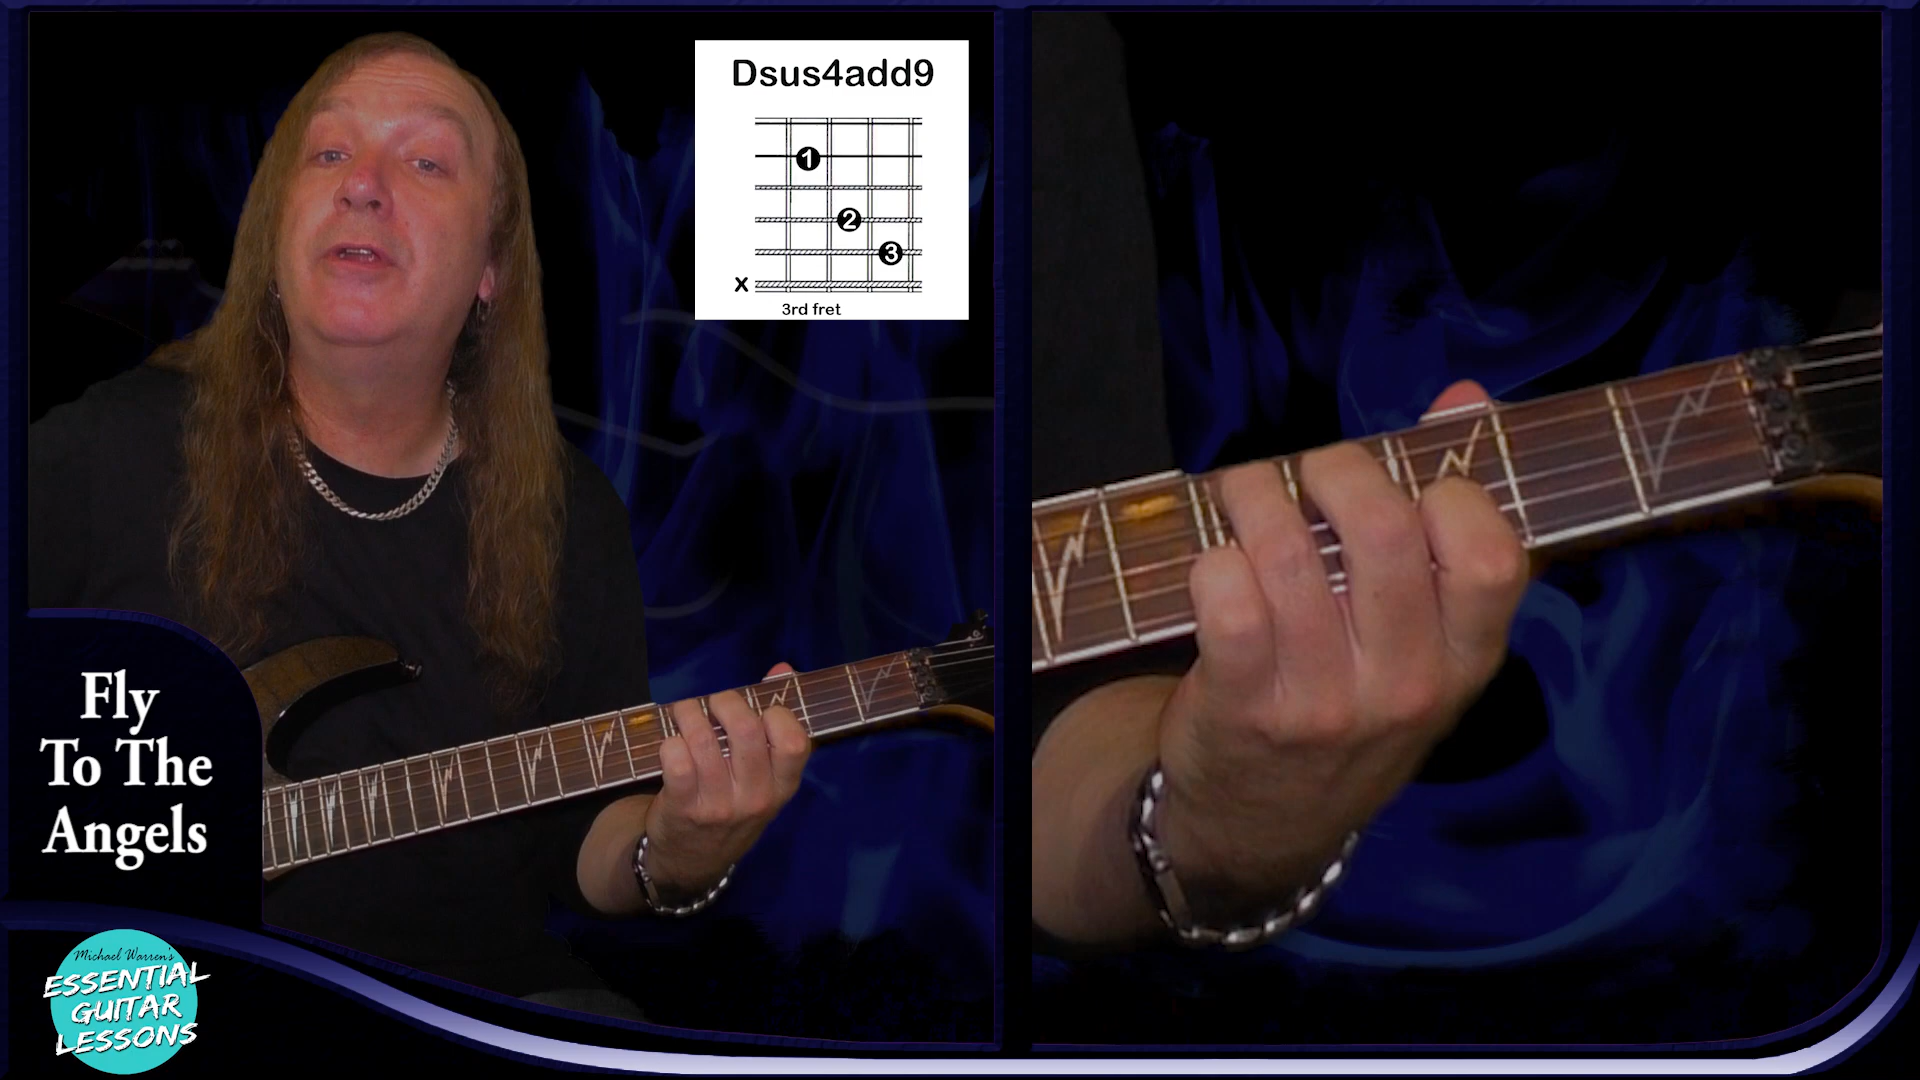 Dsus4add9
1
2
3
x
3rd fret
Fly
To The
Angels
Michael Warren's
ESSENTIAL
GUITAR
LESSONS